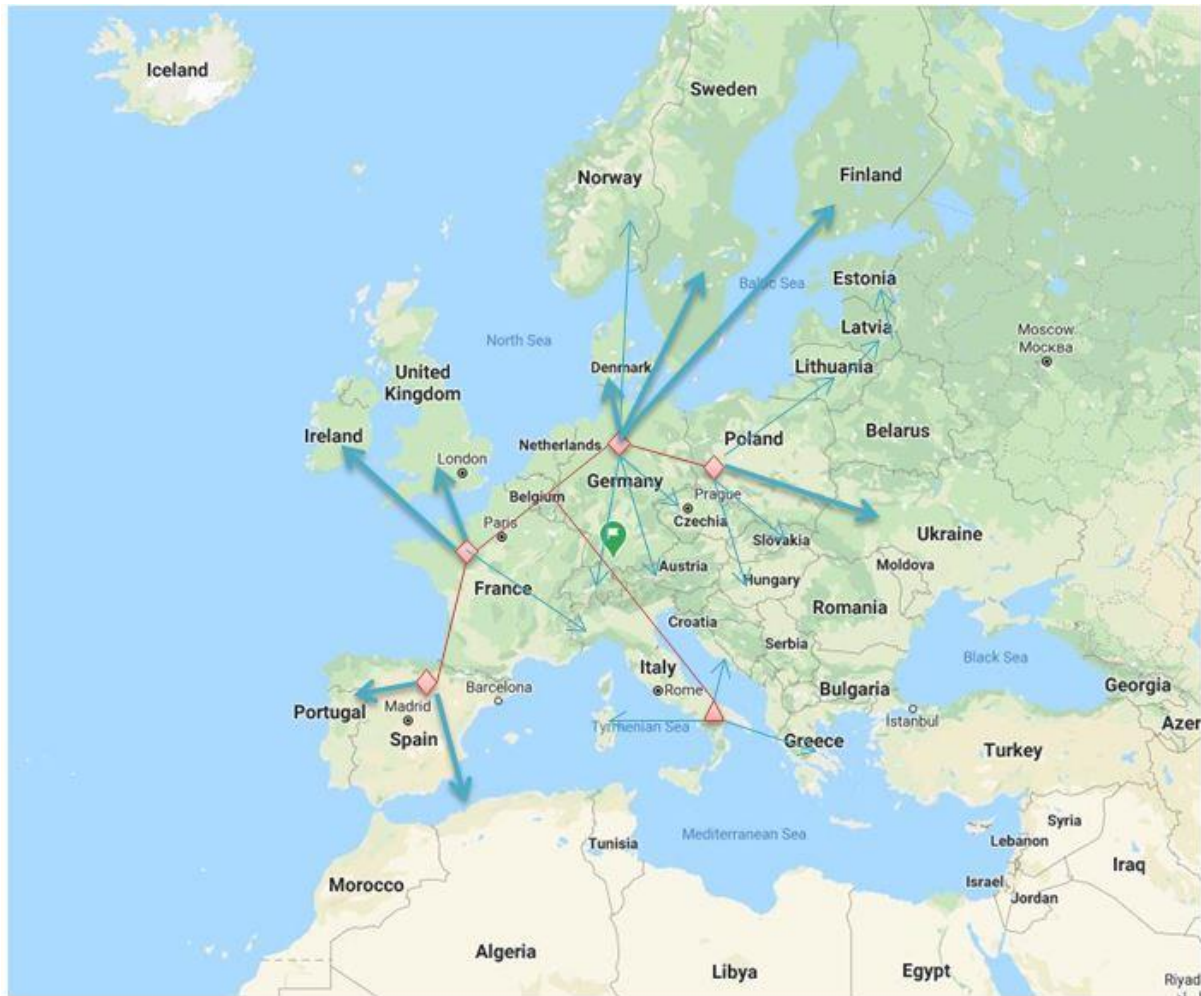 Iceland
Sweden
Finland
Norway
Baltic Sea
Estonia
North Sea
Latvia
Moscow
Москва
Denmark
Lithuania
United
Kingdom
Ireland
Netherlands
Poland
Belarus
London
Germany
Belgium
Prague
Paris
Czechia
Ukraine
Slovakia
Austria
Moldova
France
Hungary
Romania
Croatia
Serbia
Black Sea
Italy
Barcelona
Rome
Bulgaria
Georgia
Portugal
Madrid
Istanbul
Azer
Tyrrhenian Sea
Spain
Greece
Turkey
Syria
Mediterranean Sea
Tunisia
Lebanon
Iraq
Morocco
Israel
Jordan
Algeria
Libya
Egypt
Riyad